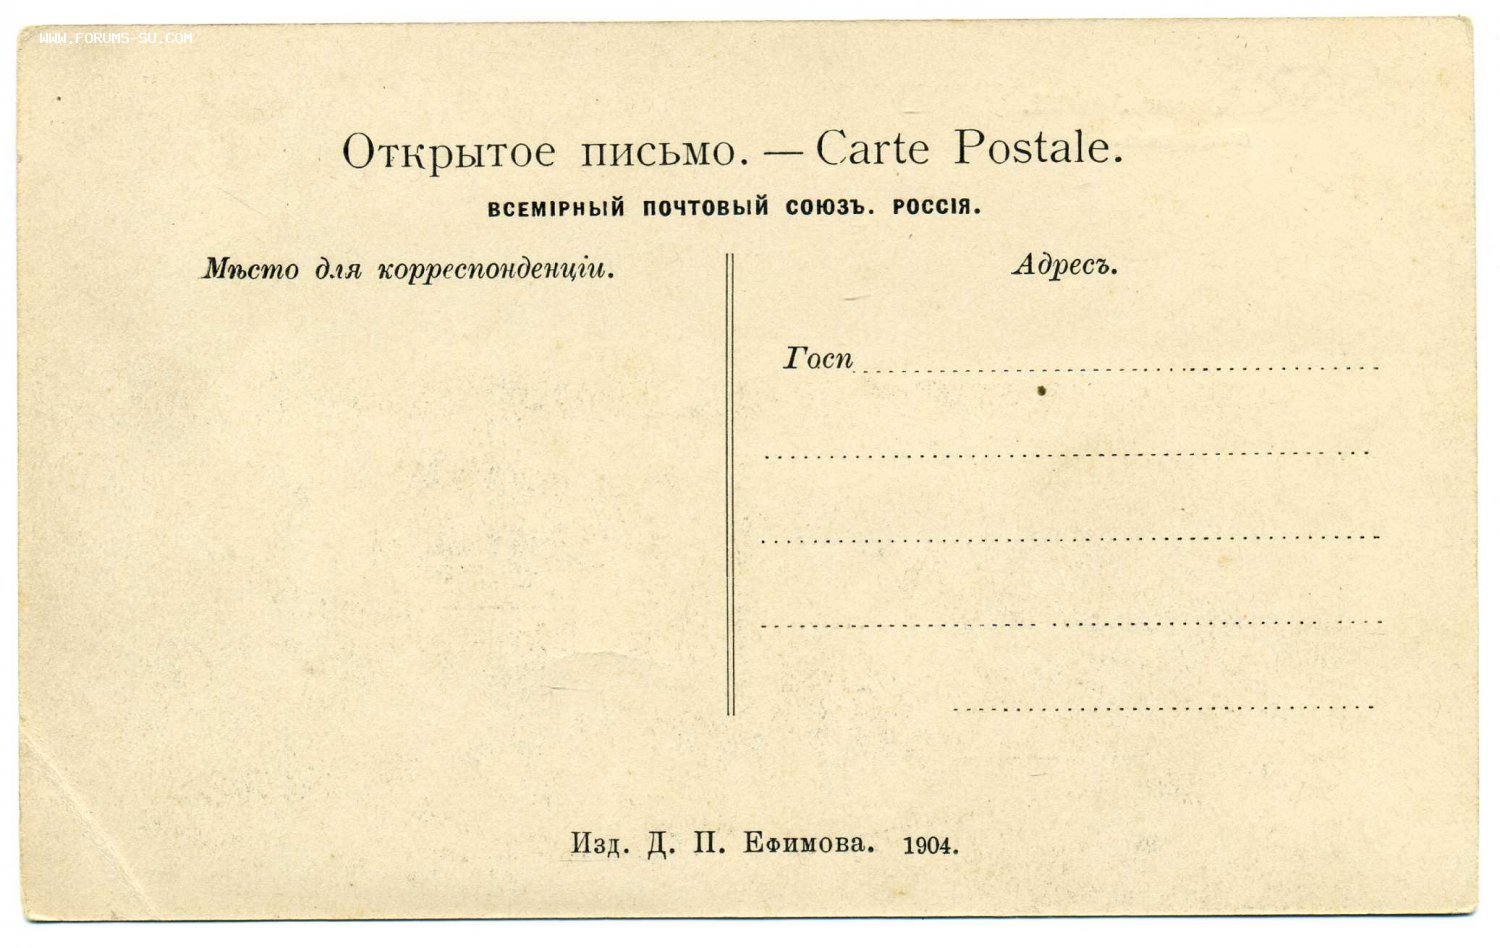 WWW.FORUMS-SU.COM
Открытое письмо. — Carte Postale.
ВСЕМІРНЫЙ ПОЧТОВЫЙ СОЮЗЪ. РОССІЯ.
Мѣсто для корреспонденціи.
Адресъ.
Госп
Изд. Д. П. Ефимова. 1904.